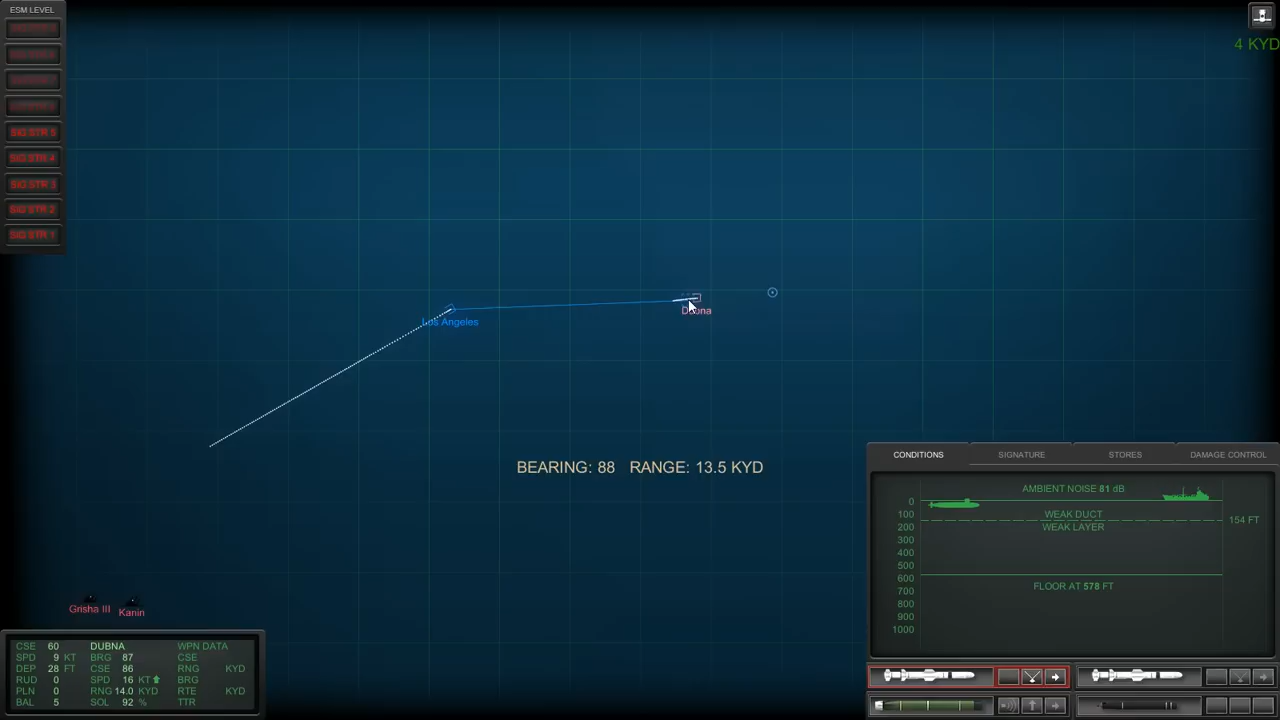 ESM LEVEL
SIG STR 5
SIG STR 4
SIG STR 3
SIG STR 2
SIG STR 1
4 KYD
Los Angeles
BEARING: 88 RANGE: 13.5 KYD
Grisha III
Kanin
CSE 60 DUBNA WPN DATA
SPD 9 KT BRG 87 CSE
DEP 28 FT CSE 86 RNG KYD
RUD 0 SPD 16 KT BRG
PLN 0 RNG 14.0 KYD RTE KYD
BAL 5 SOL 92 % TTR
CONDITIONS SIGNATURE STORES DAMAGE CONTROL
AMBIENT NOISE 81 dB
0
100 WEAK DUCT
154 FT
200 WEAK LAYER
300
400
500
600 FLOOR AT 578 FT
700
800
900
1000